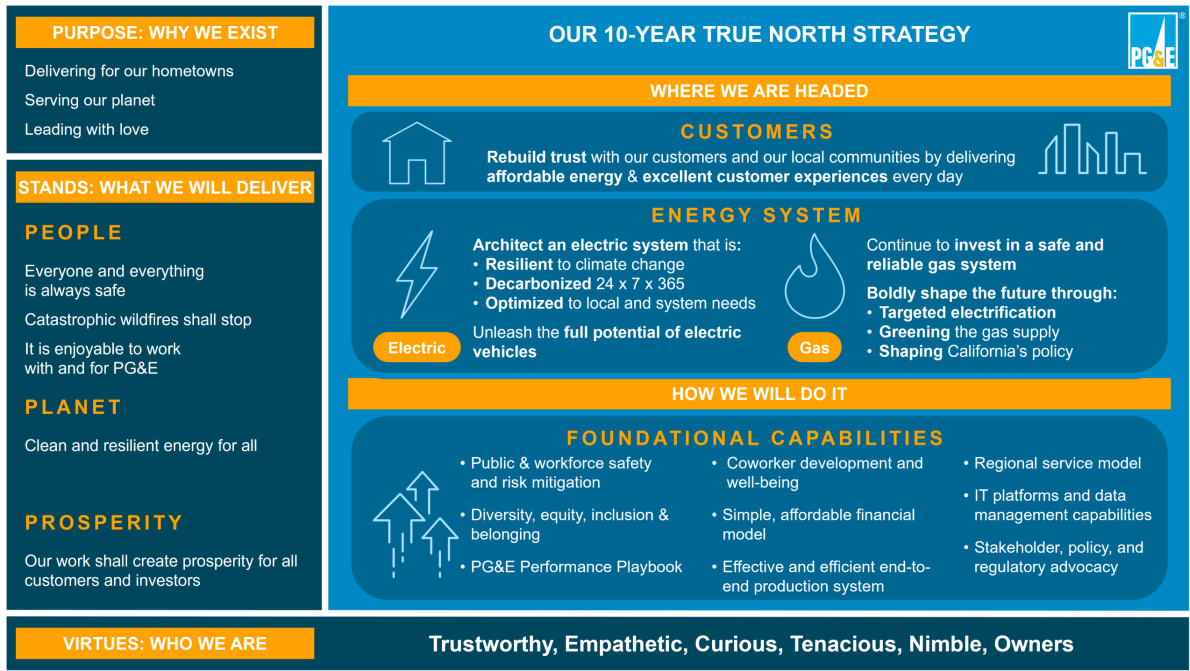 PURPOSE: WHY WE EXIST
Delivering for our hometowns
Serving our planet
Leading with love
STANDS: WHAT WE WILL DELIVER
PEOPLE
Everyone and everything
is always safe
Catastrophic wildfires shall stop
It is enjoyable to work
with and for PG&E
PLANET
Clean and resilient energy for all
PROSPERITY
Our work shall create prosperity for all
customers and investors
OUR 10-YEAR TRUE NORTH STRATEGY
PG&E®
WHERE WE ARE HEADED
CUSTOMERS
Rebuild trust with our customers and our local communities by delivering
affordable energy & excellent customer experiences every day
ENERGY SYSTEM
Electric
Architect an electric system that is:
• Resilient to climate change
• Decarbonized 24 x 7 x 365
• Optimized to local and system needs
Unleash the full potential of electric
vehicles
Gas
Continue to invest in a safe and
reliable gas system
Boldly shape the future through:
• Targeted electrification
• Greening the gas supply
• Shaping California's policy
HOW WE WILL DO IT
FOUNDATIONAL CAPABILITIES
• Public & workforce safety
and risk mitigation
• Diversity, equity, inclusion &
belonging
• PG&E Performance Playbook
• Coworker development and
well-being
• Simple, affordable financial
model
• Effective and efficient end-to-
end production system
• Regional service model
• IT platforms and data
management capabilities
• Stakeholder, policy, and
regulatory advocacy
VIRTUES: WHO WE ARE
Trustworthy, Empathetic, Curious, Tenacious, Nimble, Owners